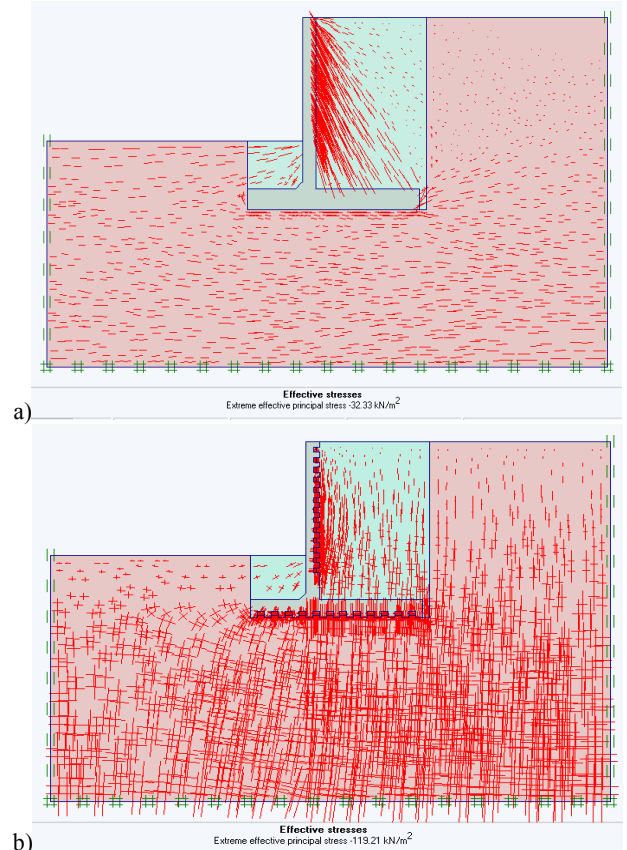 Effective stresses
Extreme effective principal stress -32.33 kN/m²
a)
Effective stresses
Extreme effective principal stress -119.21 kN/m²
b)